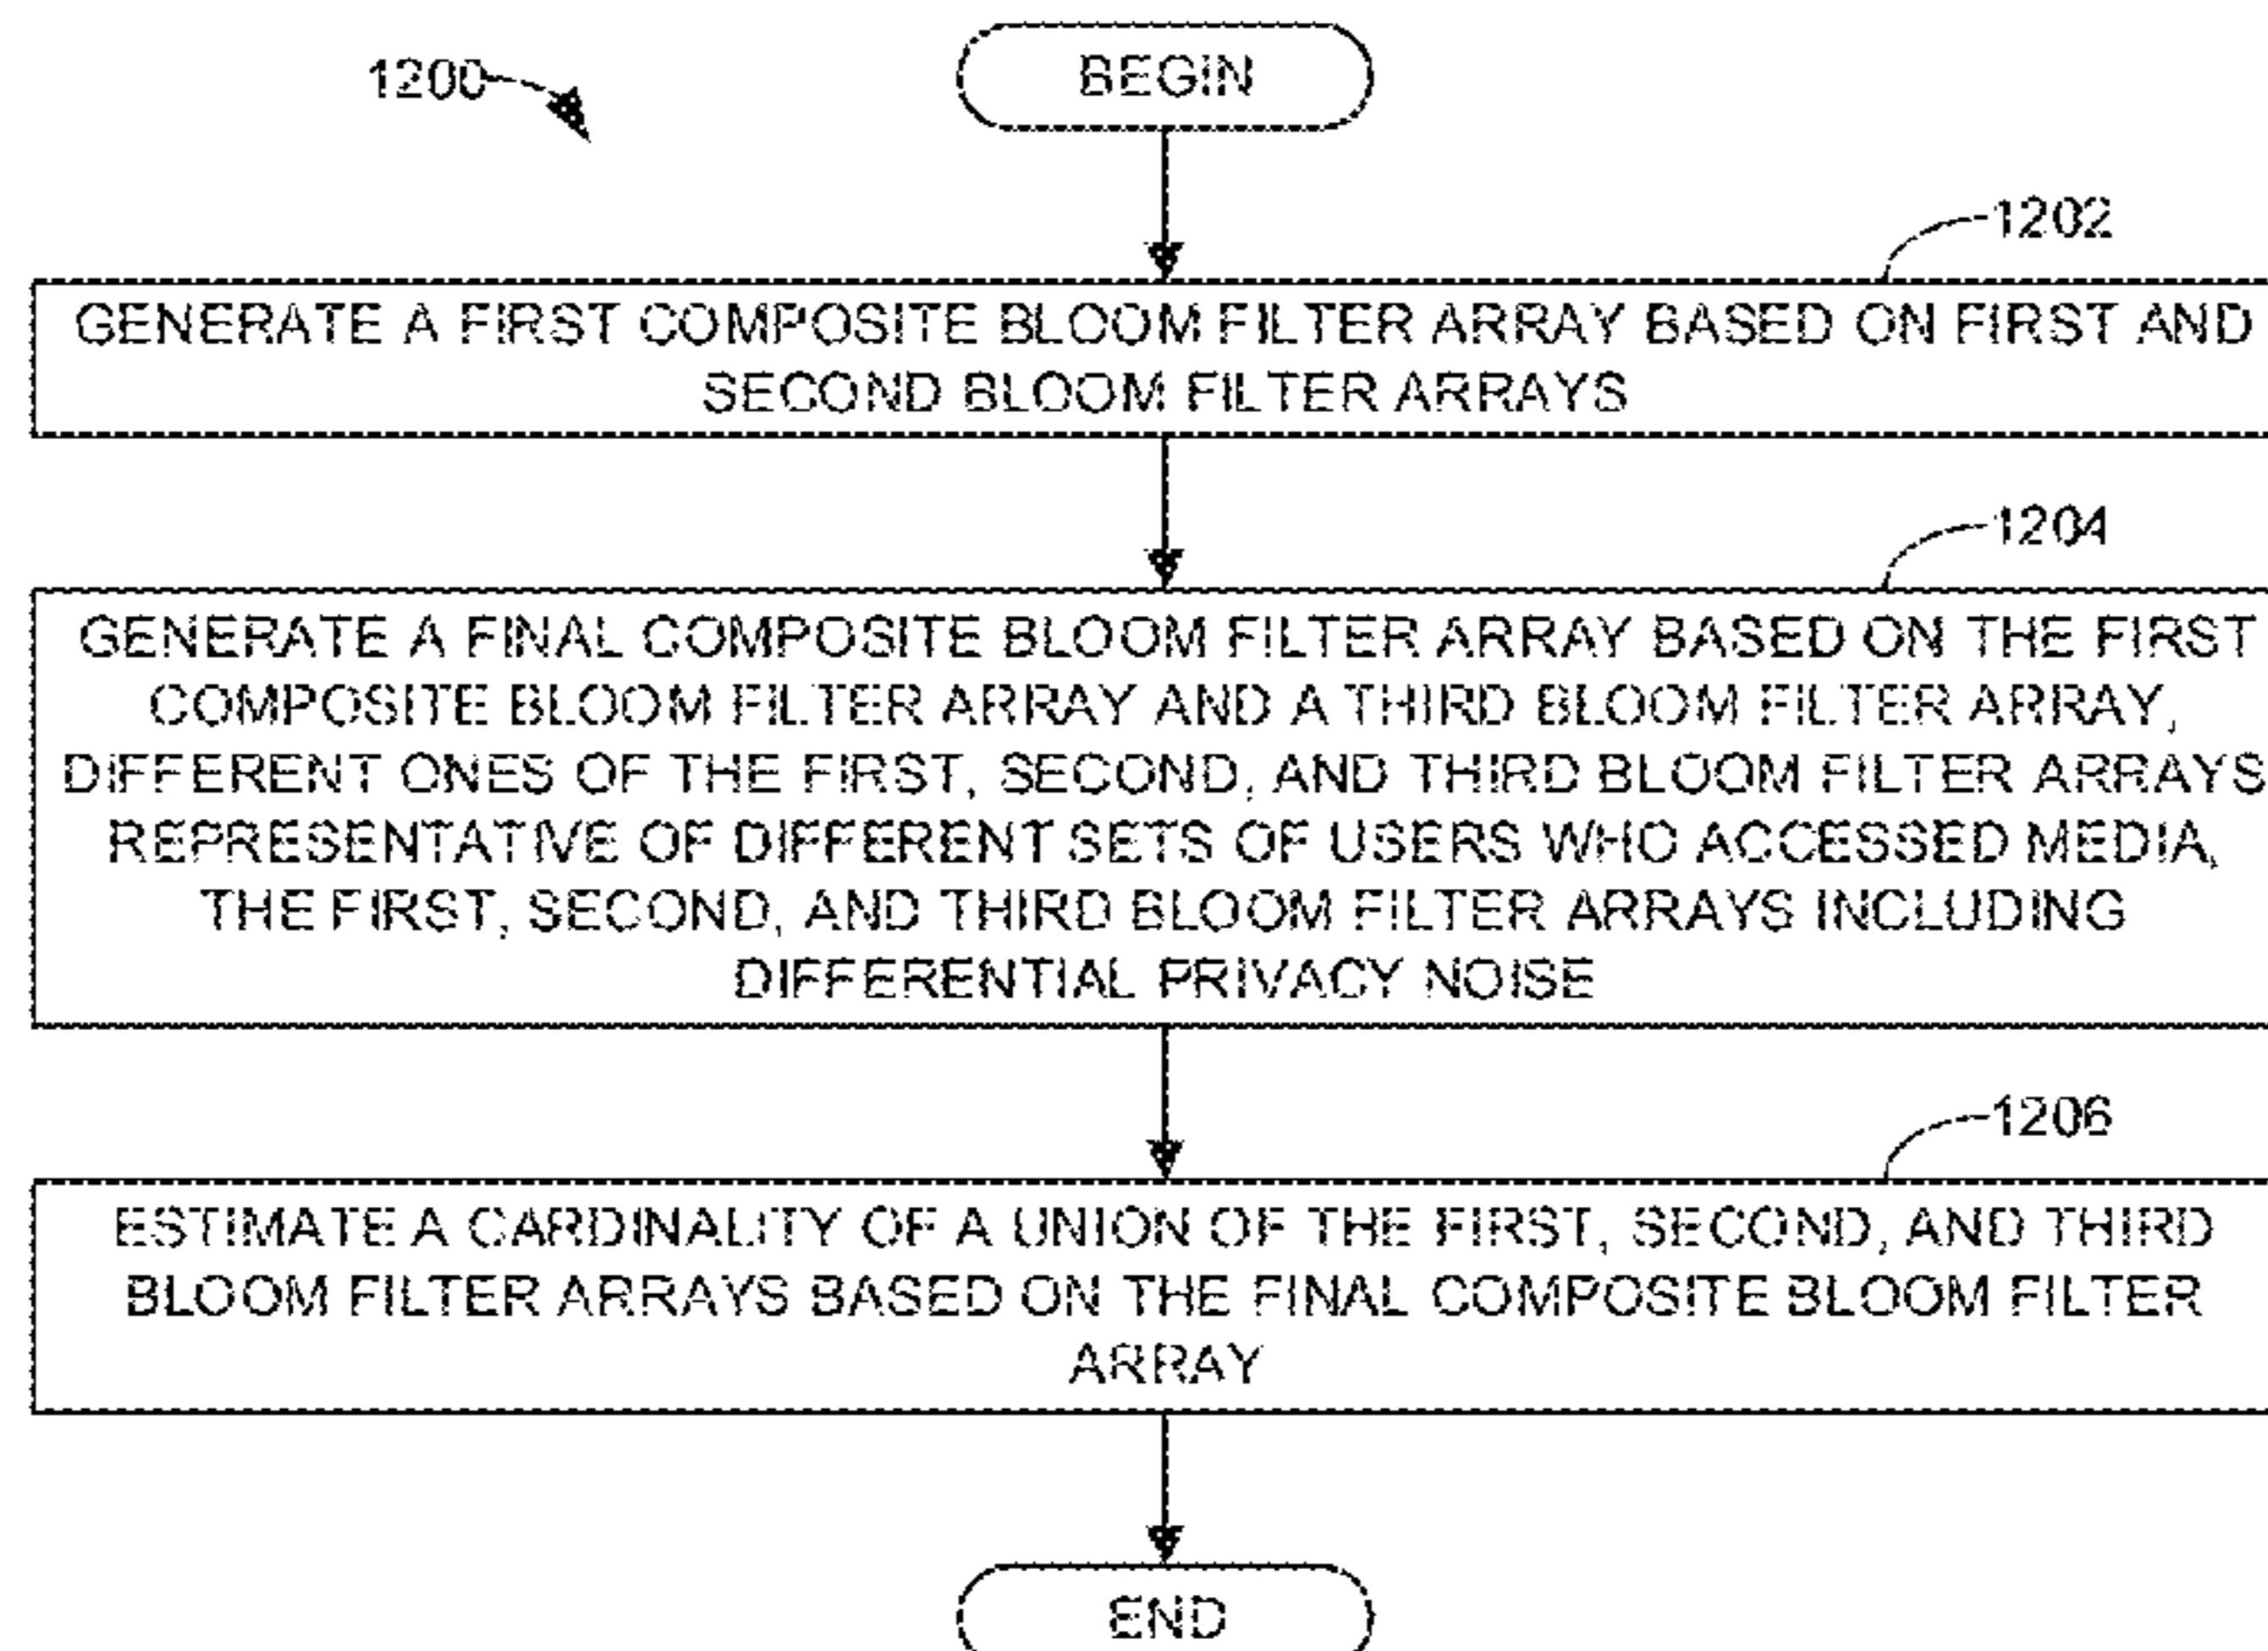 1200
BEGIN
1202
GENERATE A FIRST COMPOSITE BLOOM FILTER ARRAY BASED ON FIRST AND
SECOND BLOOM FILTER ARRAYS
1204
GENERATE A FINAL COMPOSITE BLOOM FILTER ARRAY BASED ON THE FIRST
COMPOSITE BLOOM FILTER ARRAY AND A THIRD BLOOM FILTER ARRAY,
DIFFERENT ONES OF THE FIRST, SECOND, AND THIRD BLOOM FILTER ARRAYS
REPRESENTATIVE OF DIFFERENT SETS OF USERS WHO ACCESSED MEDIA,
THE FIRST, SECOND, AND THIRD BLOOM FILTER ARRAYS INCLUDING
DIFFERENTIAL PRIVACY NOISE
1206
ESTIMATE A CARDINALITY OF A UNION OF THE FIRST, SECOND, AND THIRD
BLOOM FILTER ARRAYS BASED ON THE FINAL COMPOSITE BLOOM FILTER
ARRAY
END